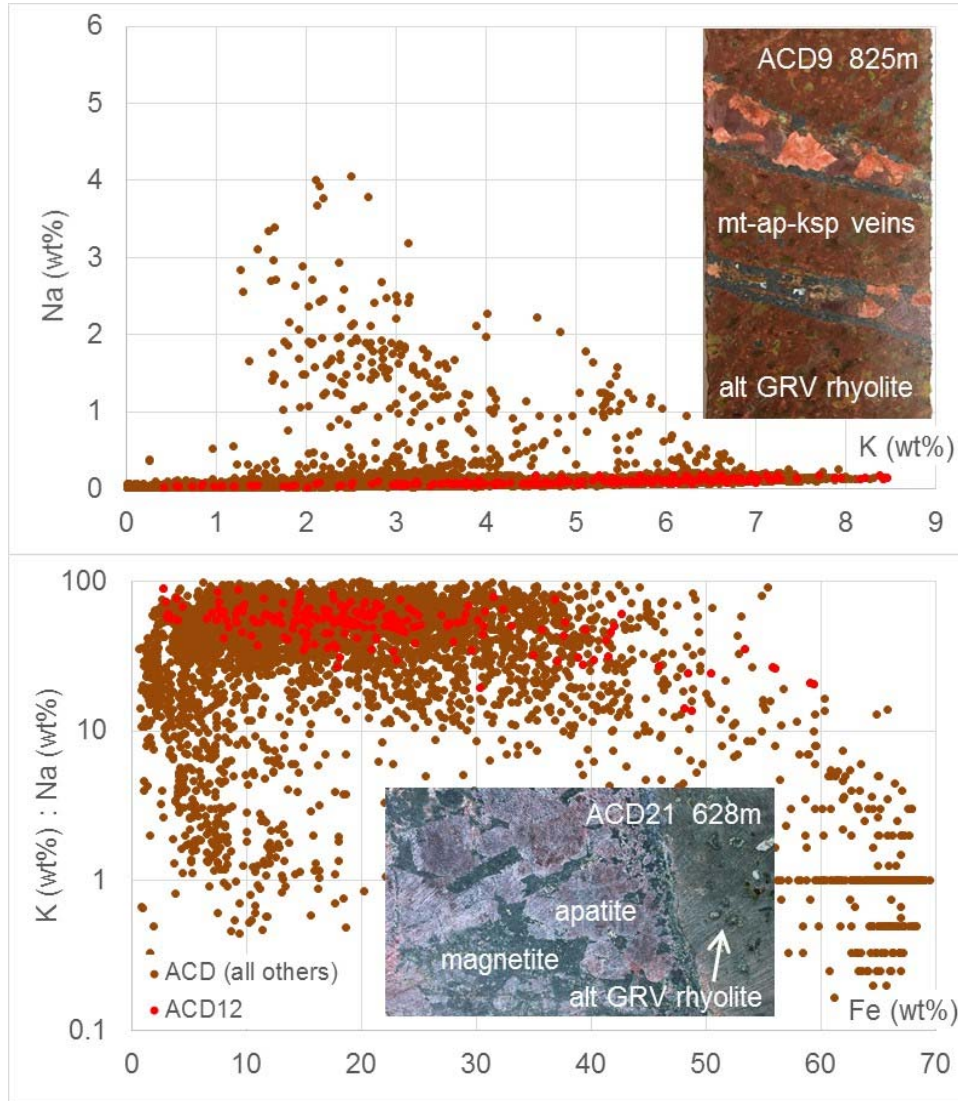 6
5
4
3
2
1
0
Na (wt%)
ACD9 825m
mt-ap-ksp veins
alt GRV rhyolite
K (wt%)
0 1 2 3 4 5 6 7 8 9
100
10
1
0.1
K (wt%) : Na (wt%)
ACD21 628m
apatite
magnetite
alt GRV rhyolite
ACD (all others)
ACD12
Fe (wt%)
0 10 20 30 40 50 60 70